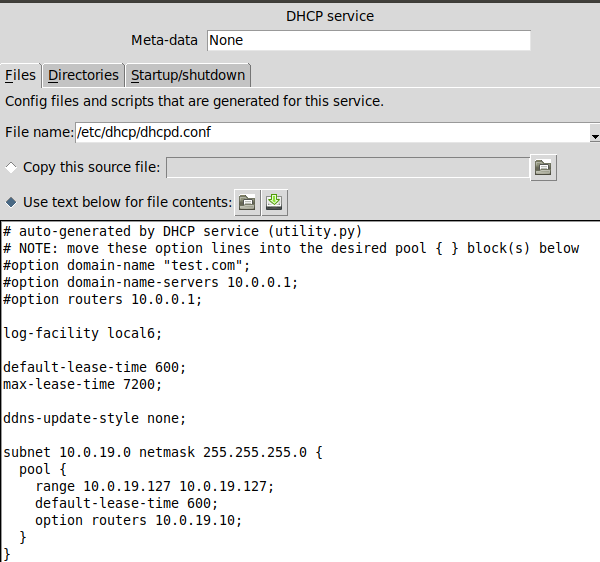 DHCP service
Meta-data None
Files Directories Startup/shutdown
Config files and scripts that are generated for this service.
File name: /etc/dhcp/dhcpd.conf
Copy this source file:
Use text below for file contents:
# auto-generated by DHCP service (utility.py)
# NOTE: move these option lines into the desired pool { } block(s) below
#option domain-name "test.com";
#option domain-name-servers 10.0.0.1;
#option routers 10.0.0.1;
log-facility local6;
default-lease-time 600;
max-lease-time 7200;
ddns-update-style none;
subnet 10.0.19.0 netmask 255.255.255.0 {
  pool {
    range 10.0.19.127 10.0.19.127;
    default-lease-time 600;
    option routers 10.0.19.10;
  }
}